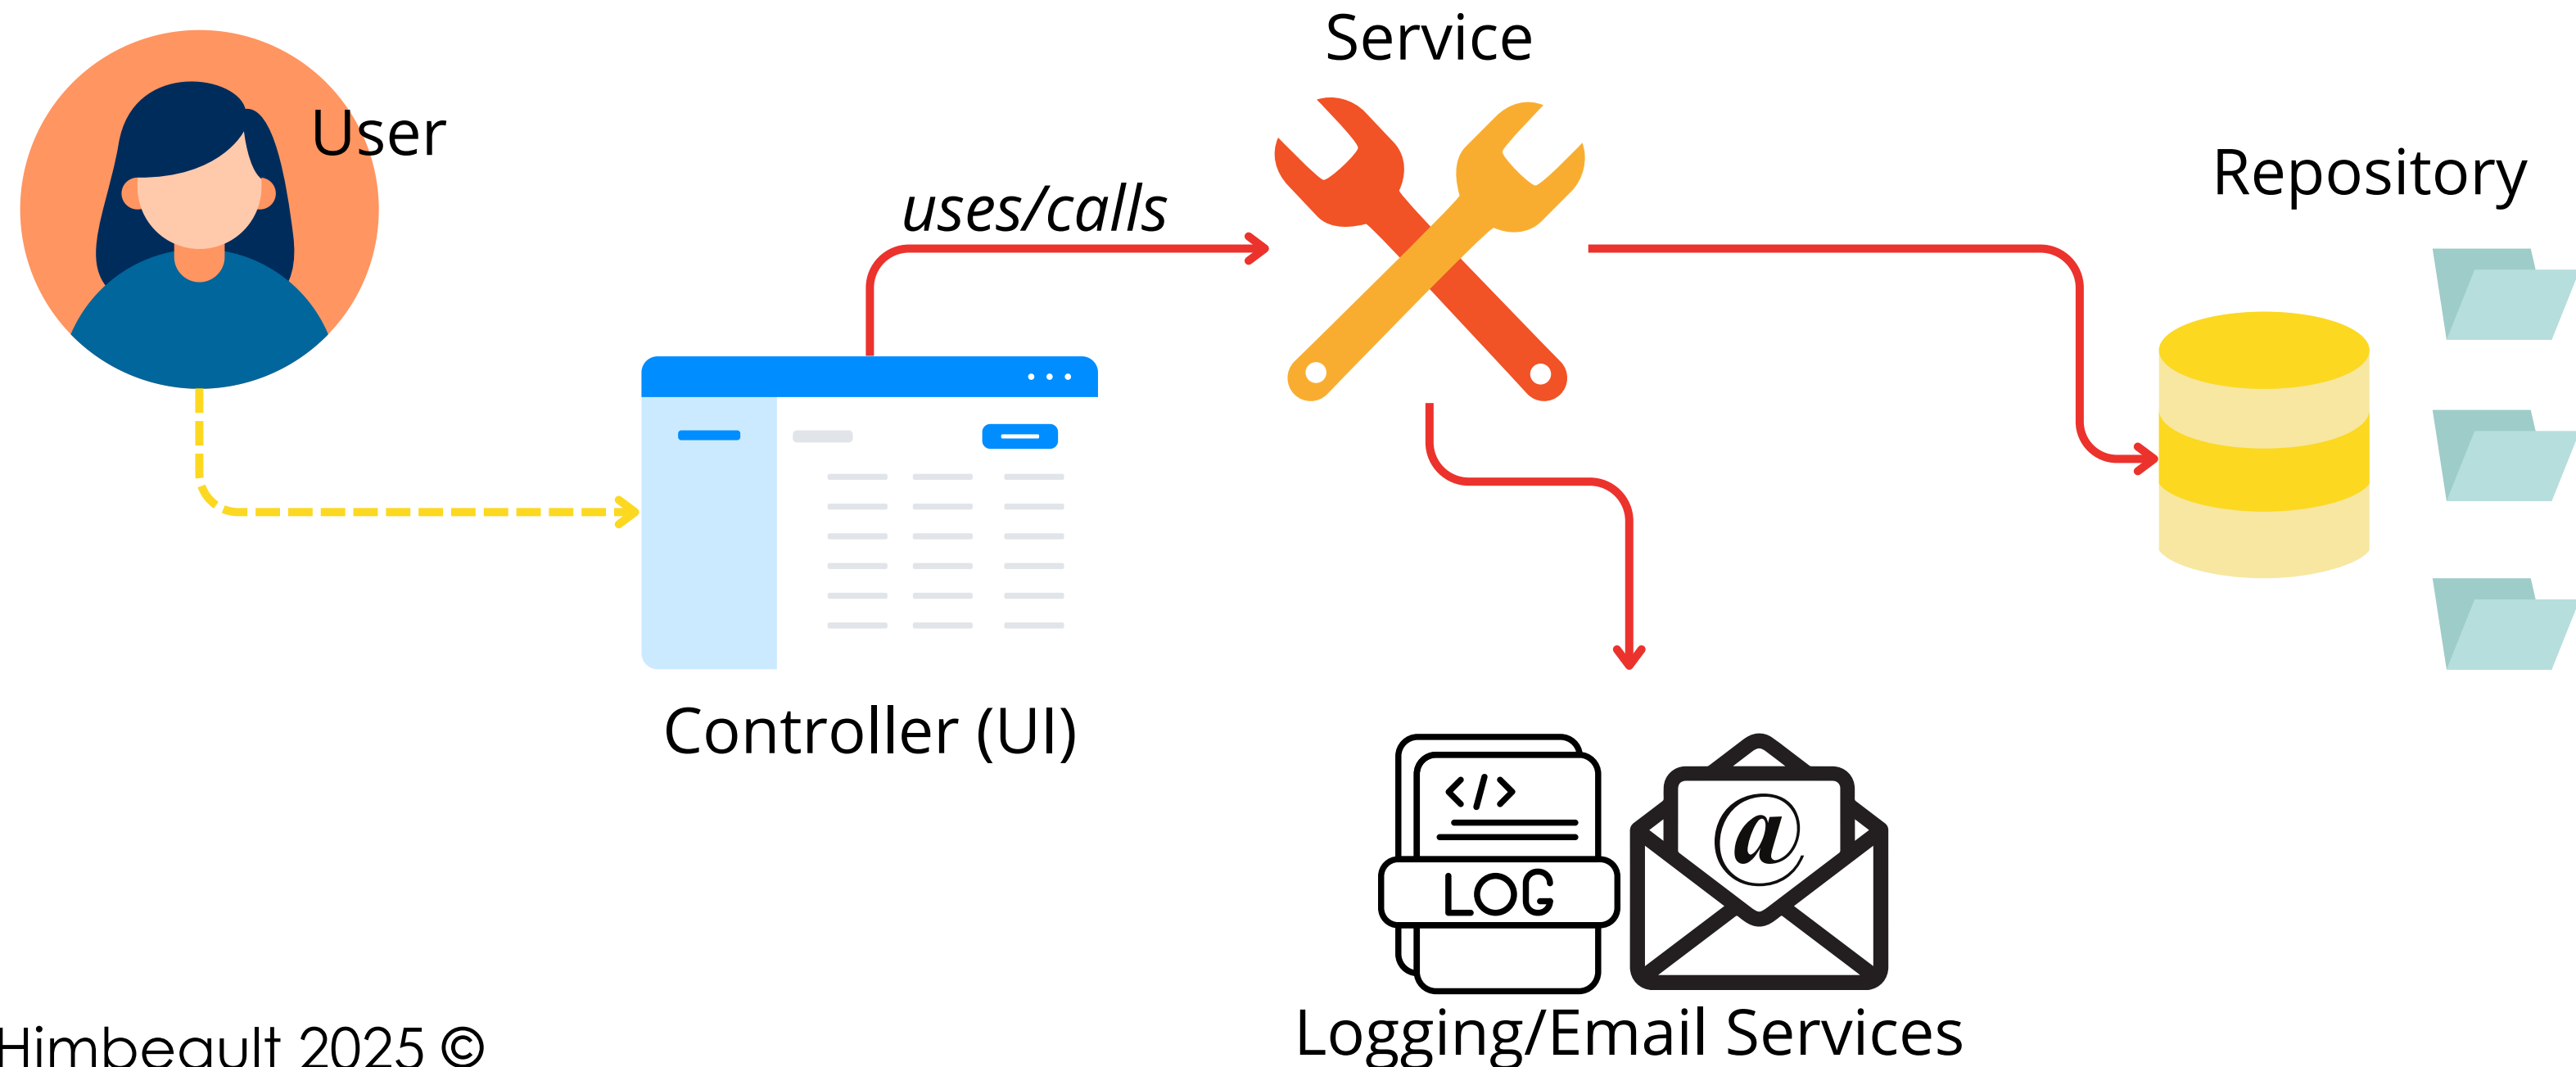 Service
User
Repository
uses/calls
Controller (UI)
</>
LOG
@
Logging/Email Services
Himbeault 2025 ©